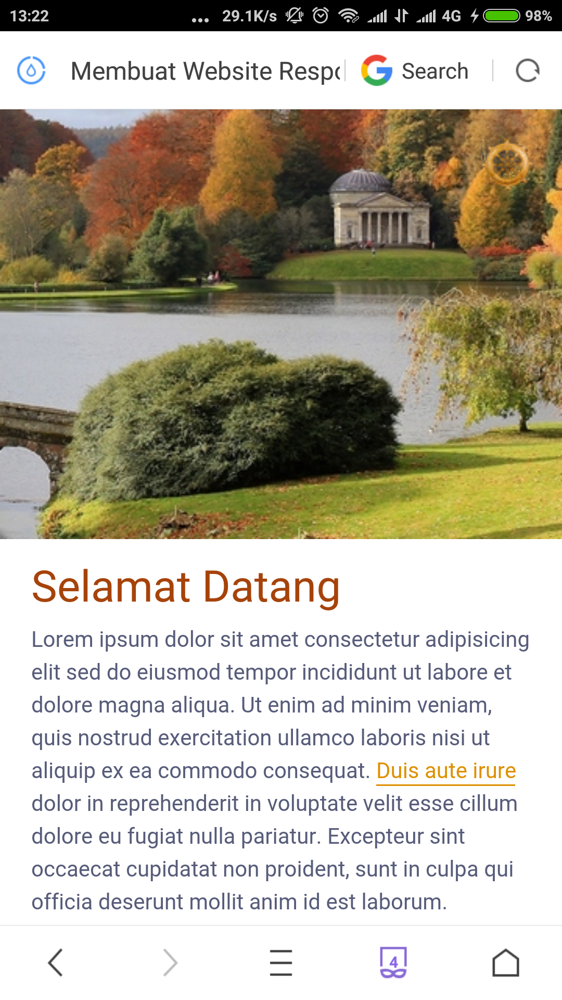 13:22 ... 29.1K/s 4G 98%
Membuat Website Resp Search
Selamat Datang
Lorem ipsum dolor sit amet consectetur adipisicing
elit sed do eiusmod tempor incididunt ut labore et
dolore magna aliqua. Ut enim ad minim veniam,
quis nostrud exercitation ullamco laboris nisi ut
aliquip ex ea commodo consequat. Duis aute irure
dolor in reprehenderit in voluptate velit esse cillum
dolore eu fugiat nulla pariatur. Excepteur sint
occaecat cupidatat non proident, sunt in culpa qui
officia deserunt mollit anim id est laborum.
4